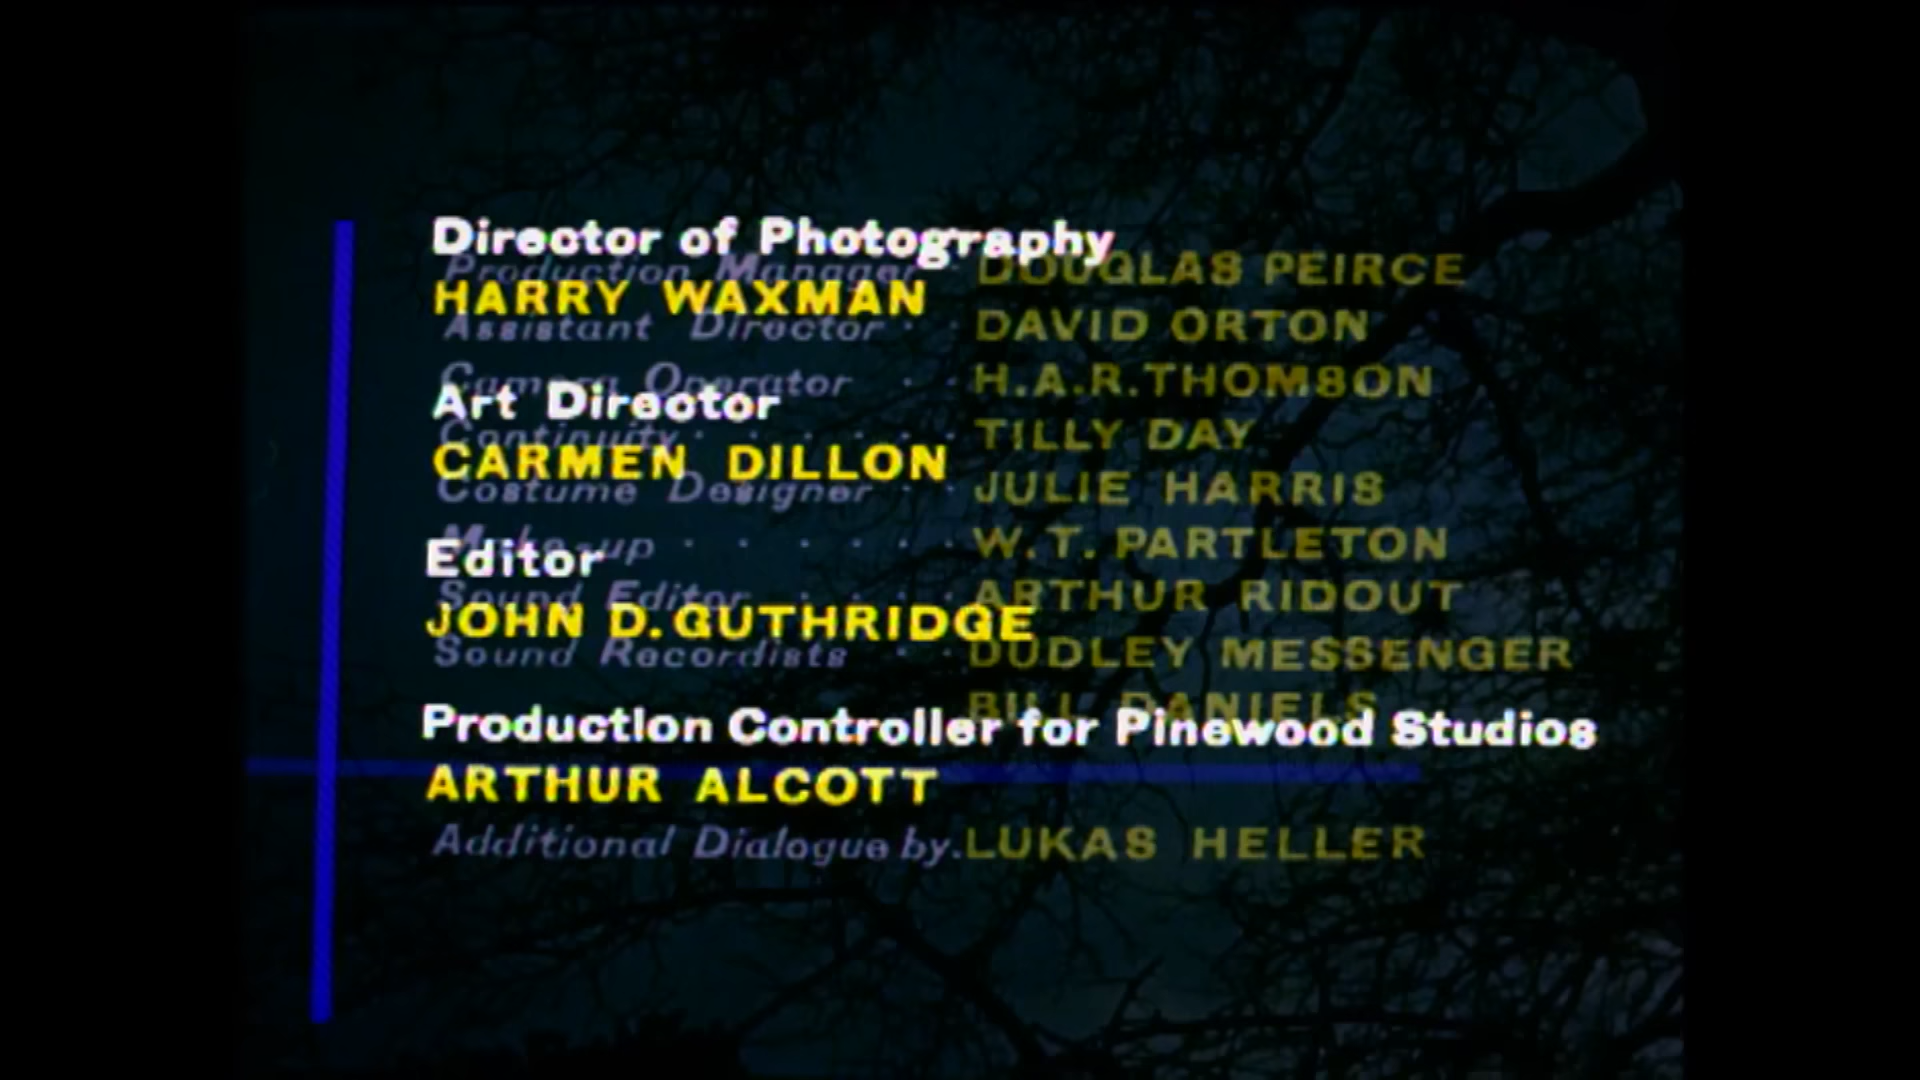 Director of Photography
HARRY WAXMAN
Art Director
CARMEN DILLON
Editor
JOHN D. GUTHRIDGE
Production Controller for Pinewood Studios
ARTHUR ALCOTT
Production Manager · DOUGLAS PEIRCE
Assistant Director · · DAVID ORTON
Camera Operator · · H.A.R. THOMSON
Continuity · · · · · · TILLY DAY
Costume Designer · · JULIE HARRIS
Make-up · · · · · · W.T. PARTLETON
Sound Editor · · · · ARTHUR RIDOUT
Sound Recordists · · DUDLEY MESSENGER
BILL DANIELS
Additional Dialogue by. LUKAS HELLER